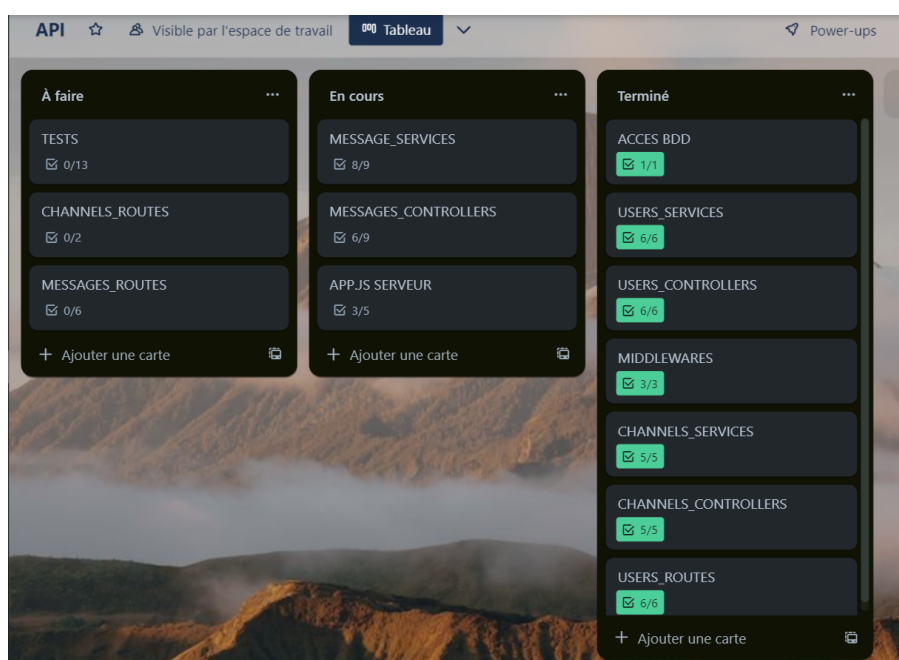 API Visible par l'espace de travail Tableau Power-ups
À faire
TESTS
0/13
CHANNELS_ROUTES
0/2
MESSAGES_ROUTES
0/6
+ Ajouter une carte
En cours
MESSAGE_SERVICES
8/9
MESSAGES_CONTROLLERS
6/9
APP.JS SERVEUR
3/5
+ Ajouter une carte
Terminé
ACCES BDD
1/1
USERS_SERVICES
6/6
USERS_CONTROLLERS
6/6
MIDDLEWARES
3/3
CHANNELS_SERVICES
5/5
CHANNELS_CONTROLLERS
5/5
USERS_ROUTES
6/6
+ Ajouter une carte